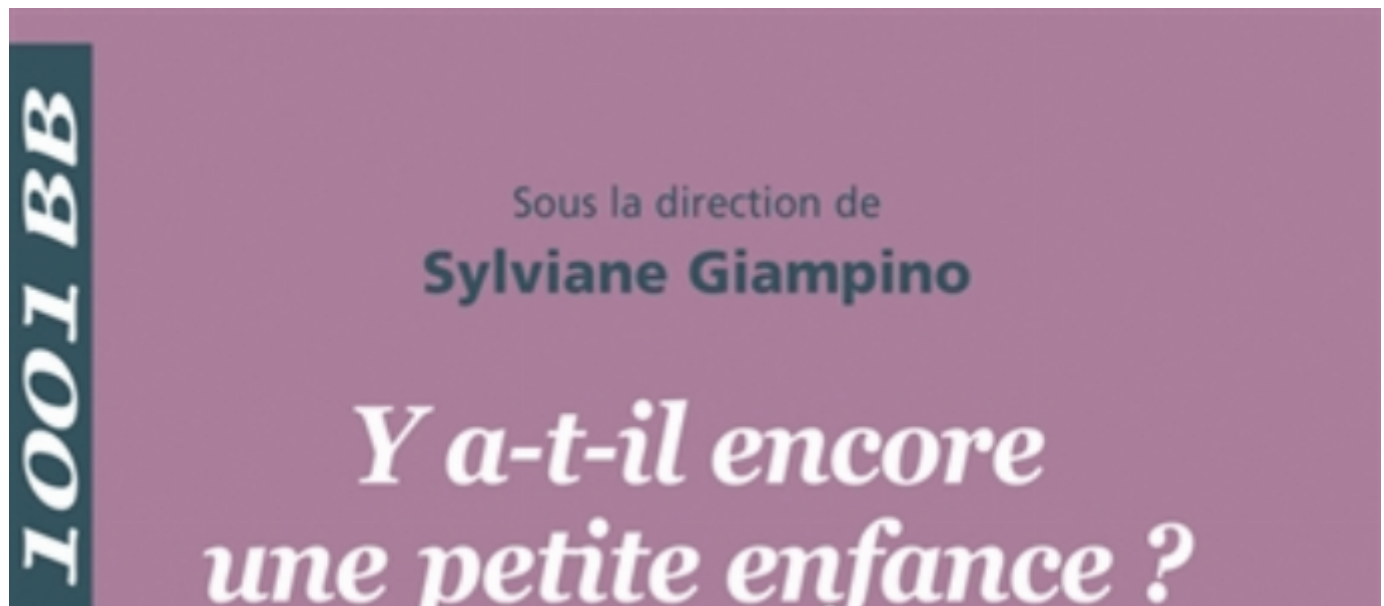 1001 BB
Sous la direction de
Sylviane Giampino
Y a-t-il encore
une petite enfance ?